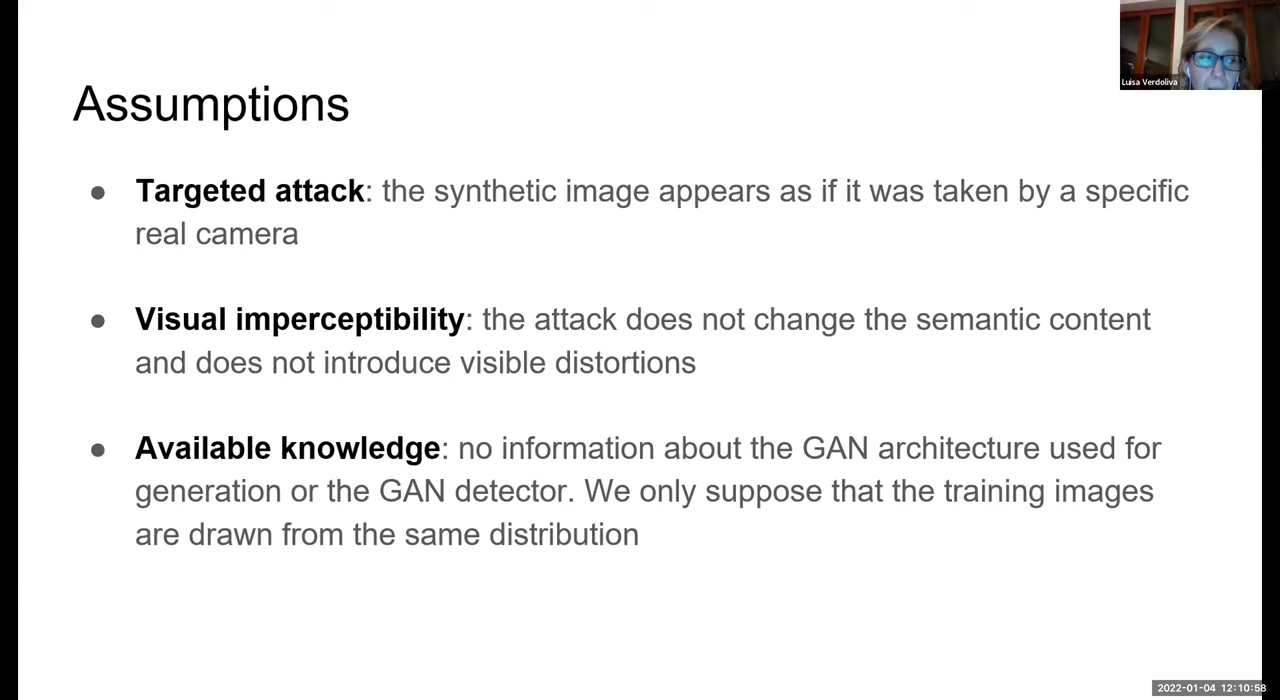 Luisa Verdoliva
Assumptions
● Targeted attack: the synthetic image appears as if it was taken by a specific
real camera
● Visual imperceptibility: the attack does not change the semantic content
and does not introduce visible distortions
● Available knowledge: no information about the GAN architecture used for
generation or the GAN detector. We only suppose that the training images
are drawn from the same distribution
2022-01-04 12:10:58